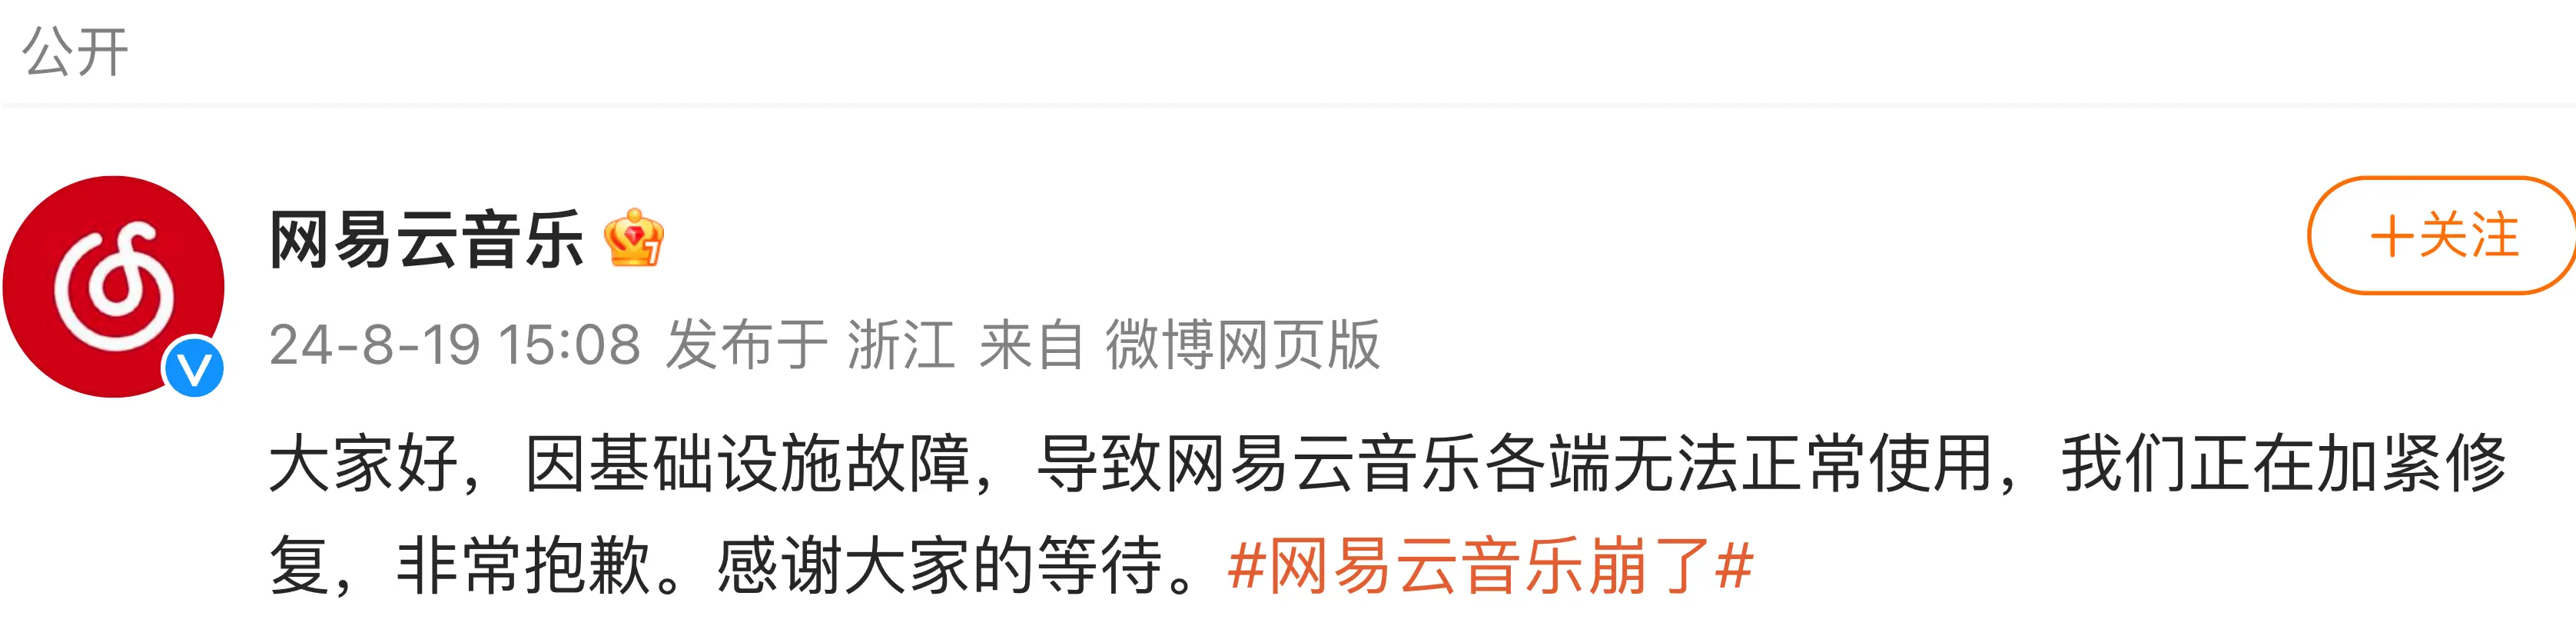 公开
网易云音乐 7
+关注
24-8-19 15:08 发布于 浙江 来自 微博网页版
大家好，因基础设施故障，导致网易云音乐各端无法正常使用，我们正在加紧修
复，非常抱歉。感谢大家的等待。#网易云音乐崩了#